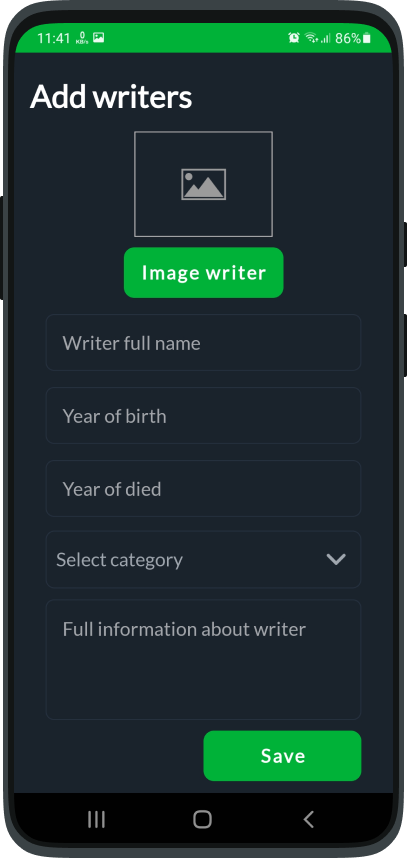 11:41 0 KB/s 86%
Add writers
Image writer
Writer full name
Year of birth
Year of died
Select category
Full information about writer
Save